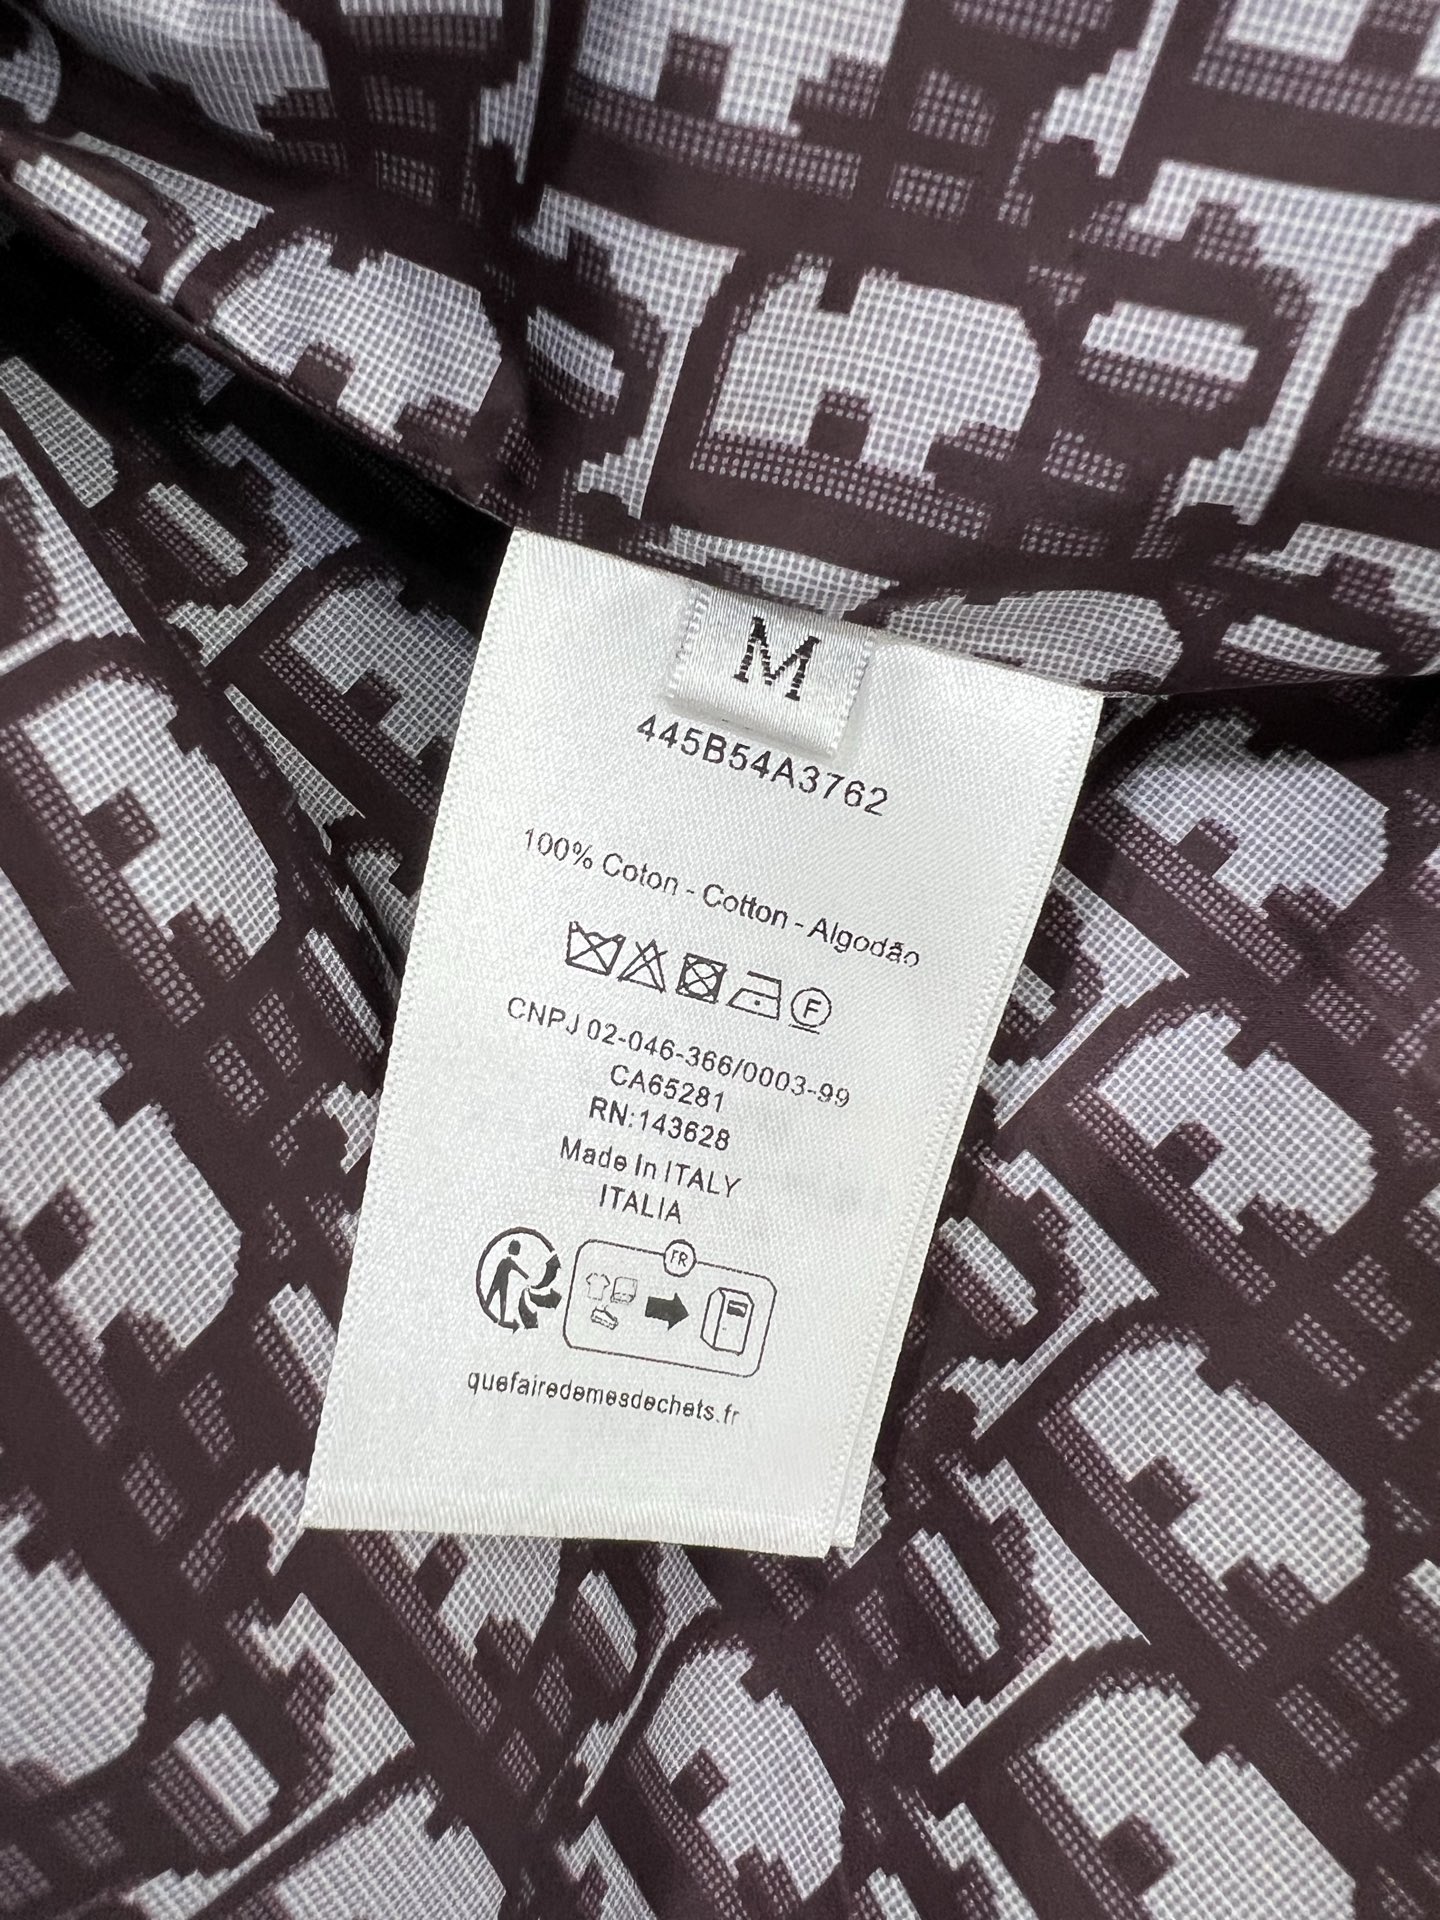 M
445B54A3762
100% Coton - Cotton - Algodão
F
CNPJ 02-046-366/0003-99
CA65281
RN:143628
Made In ITALY
ITALIA
FR
quefairedemesdechets.fr